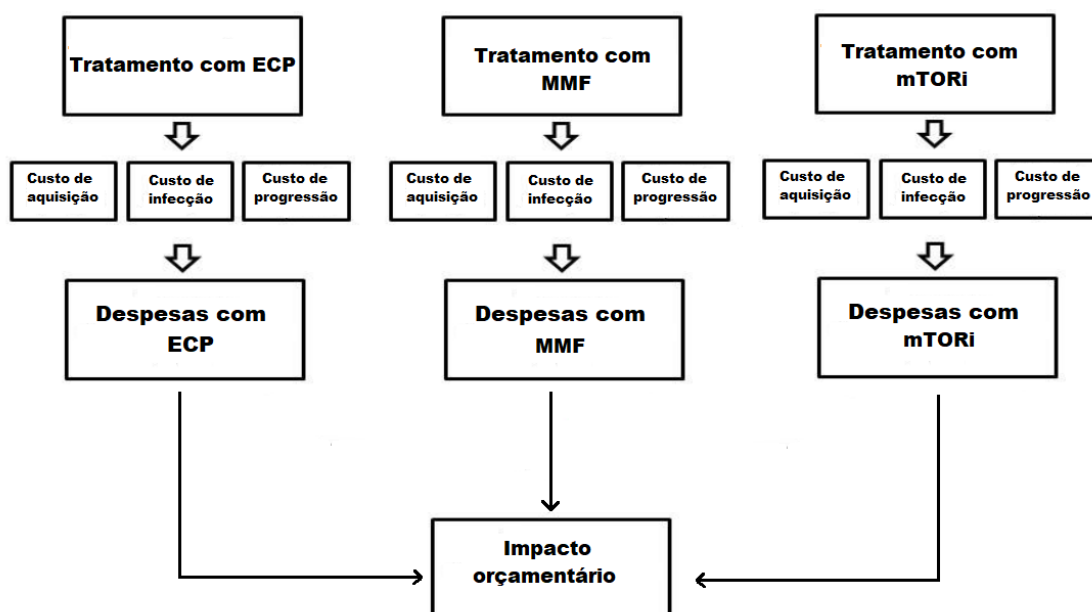 Tratamento com ECP
Tratamento com
MMF
Tratamento com
mTORi
Custo de
aquisição
Custo de
infecção
Custo de
progressão
Custo de
aquisição
Custo de
infecção
Custo de
progressão
Custo de
aquisição
Custo de
infecção
Custo de
progressão
Despesas com
ECP
Despesas com
MMF
Despesas com
mTORi
Impacto
orçamentário